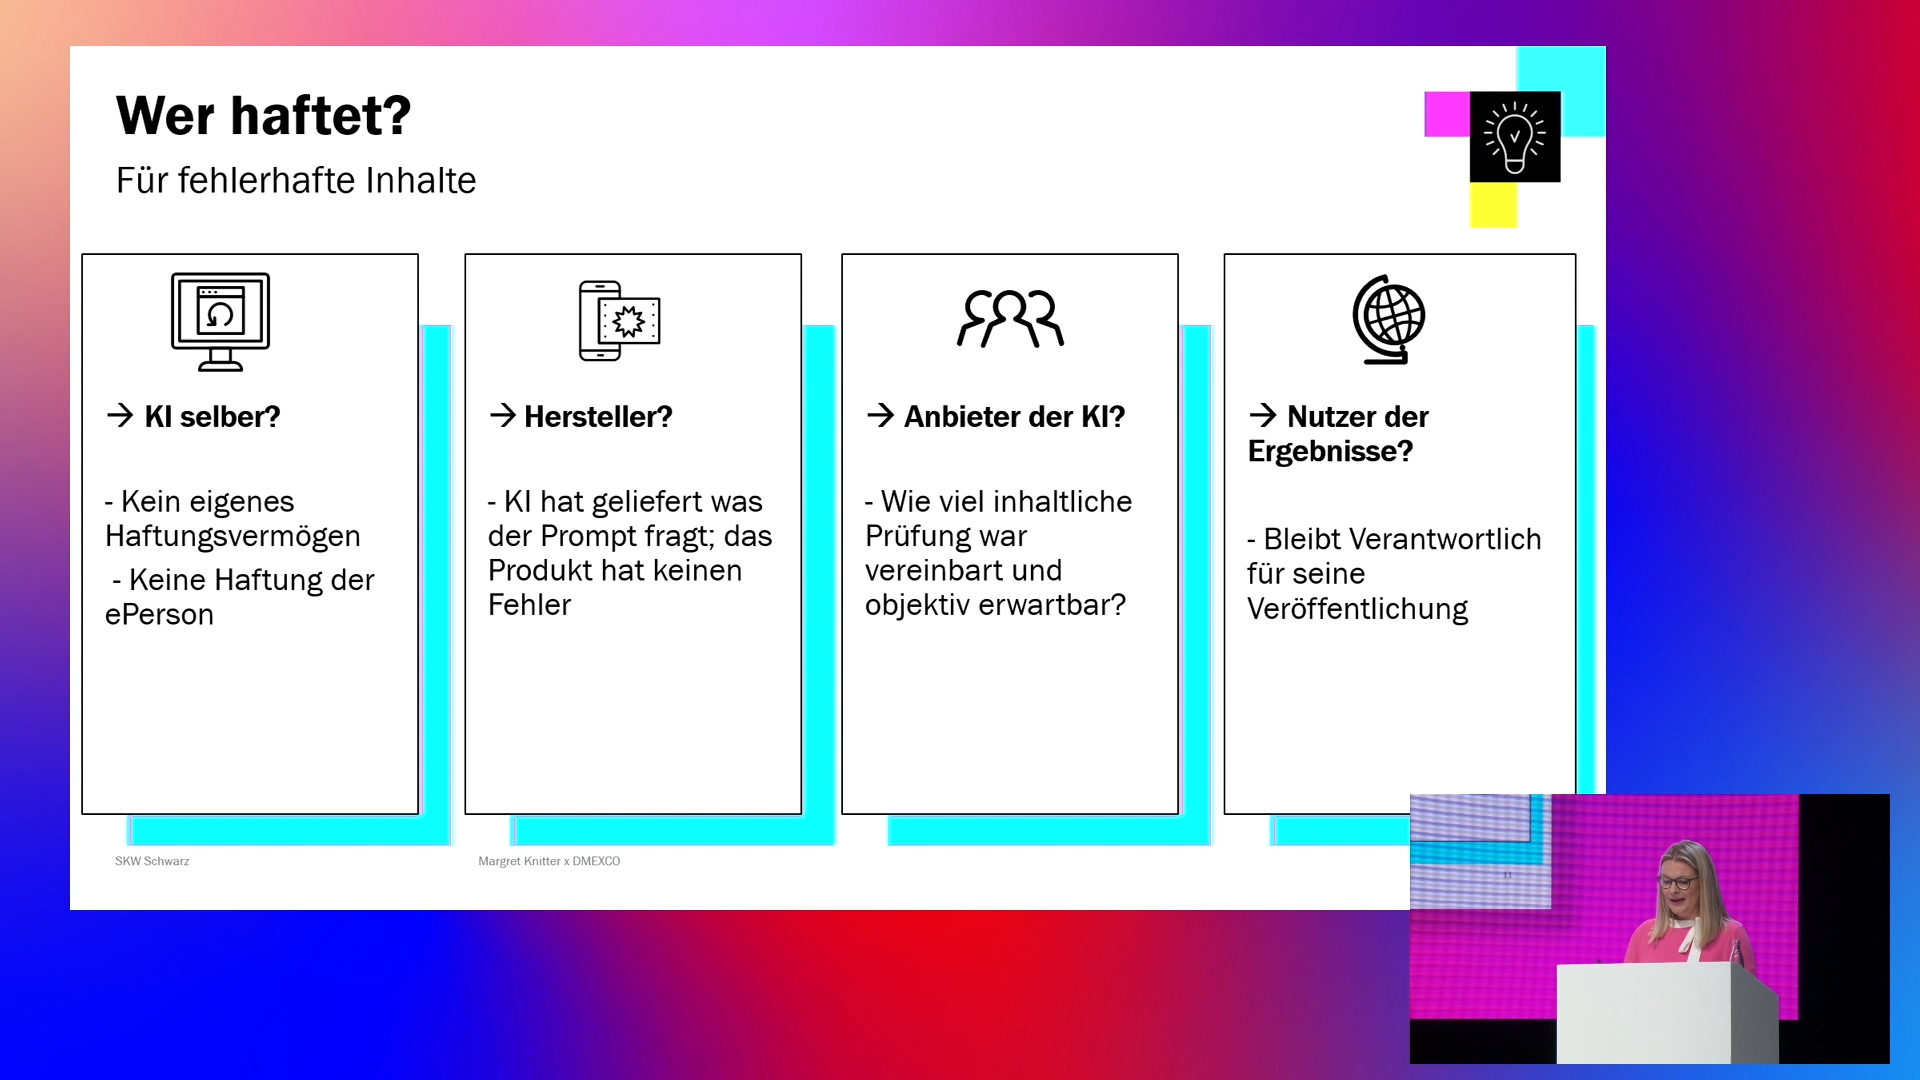 Wer haftet?
Für fehlerhafte Inhalte
→ KI selber?
- Kein eigenes
Haftungsvermögen
- Keine Haftung der
ePerson
→ Hersteller?
- KI hat geliefert was
der Prompt fragt; das
Produkt hat keinen
Fehler
→ Anbieter der KI?
- Wie viel inhaltliche
Prüfung war
vereinbart und
objektiv erwartbar?
→ Nutzer der
Ergebnisse?
- Bleibt Verantwortlich
für seine
Veröffentlichung
SKW Schwarz
Margret Knitter x DMEXCO
11